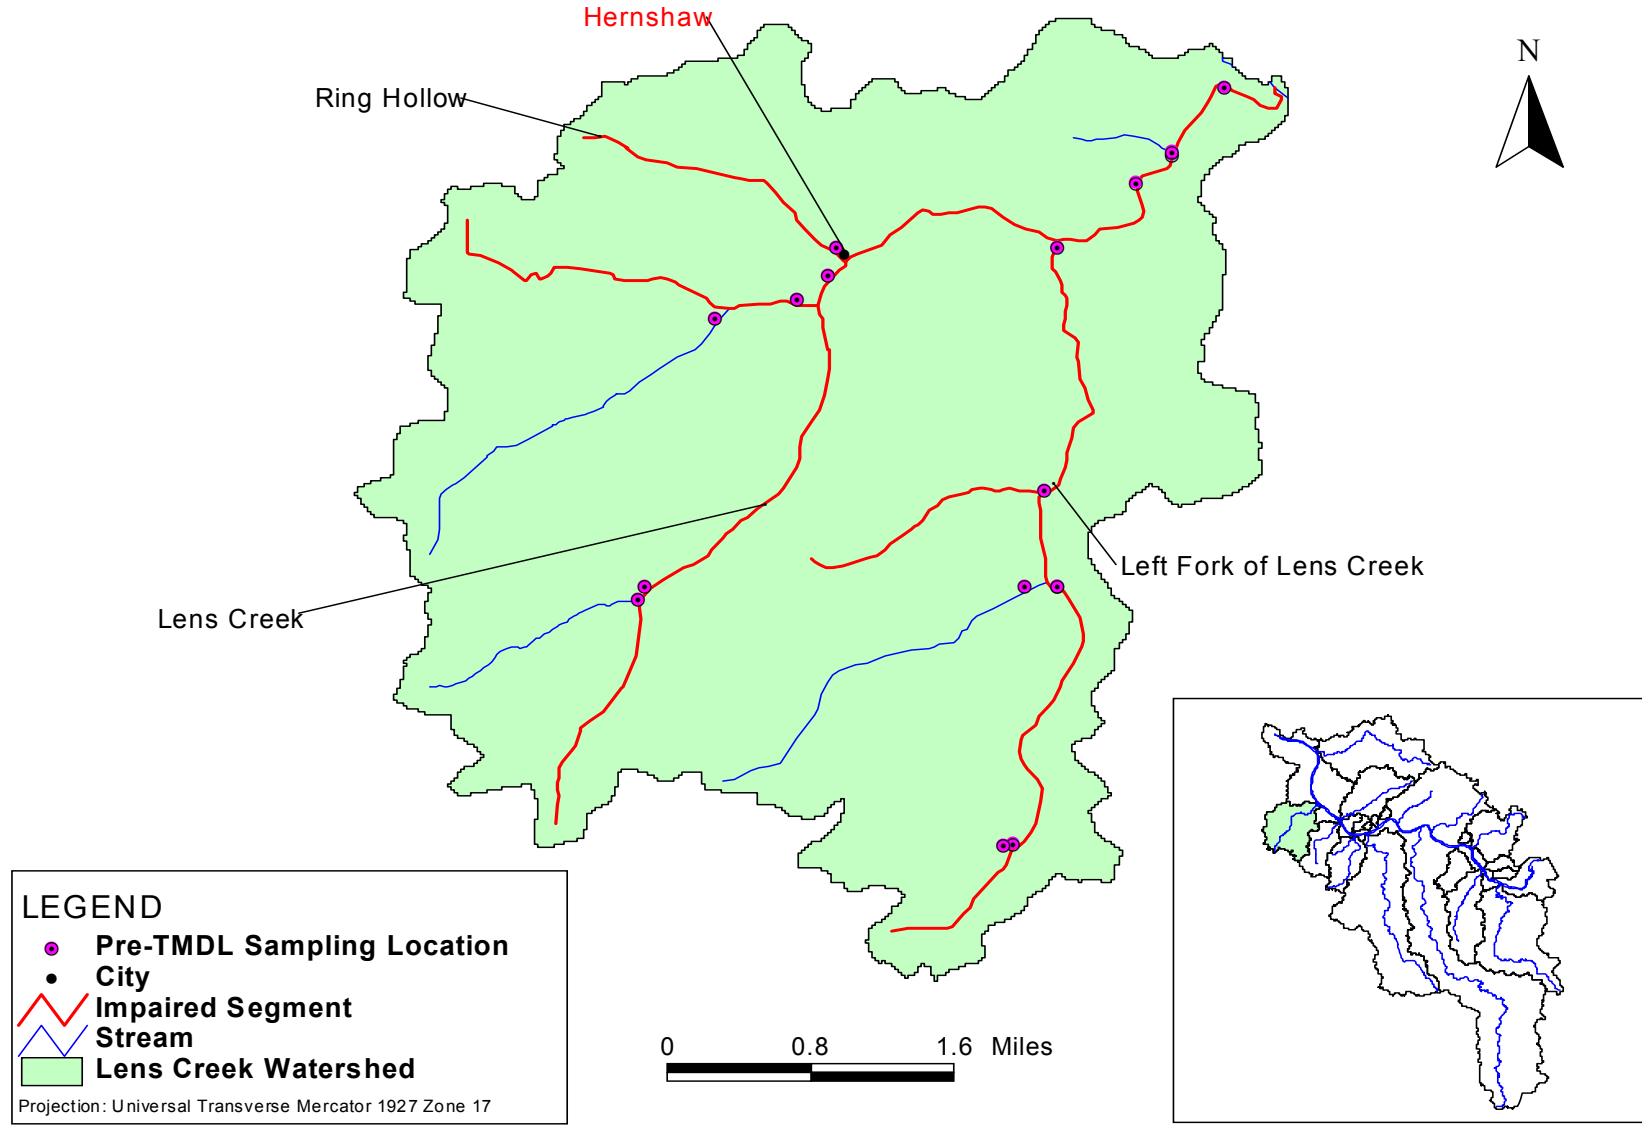 Hernshaw
N
Ring Hollow
Left Fork of Lens Creek
Lens Creek
LEGEND
Pre-TMDL Sampling Location
City
Impaired Segment
Stream
Lens Creek Watershed
Projection: Universal Transverse Mercator 1927 Zone 17
0 0.8 1.6 Miles